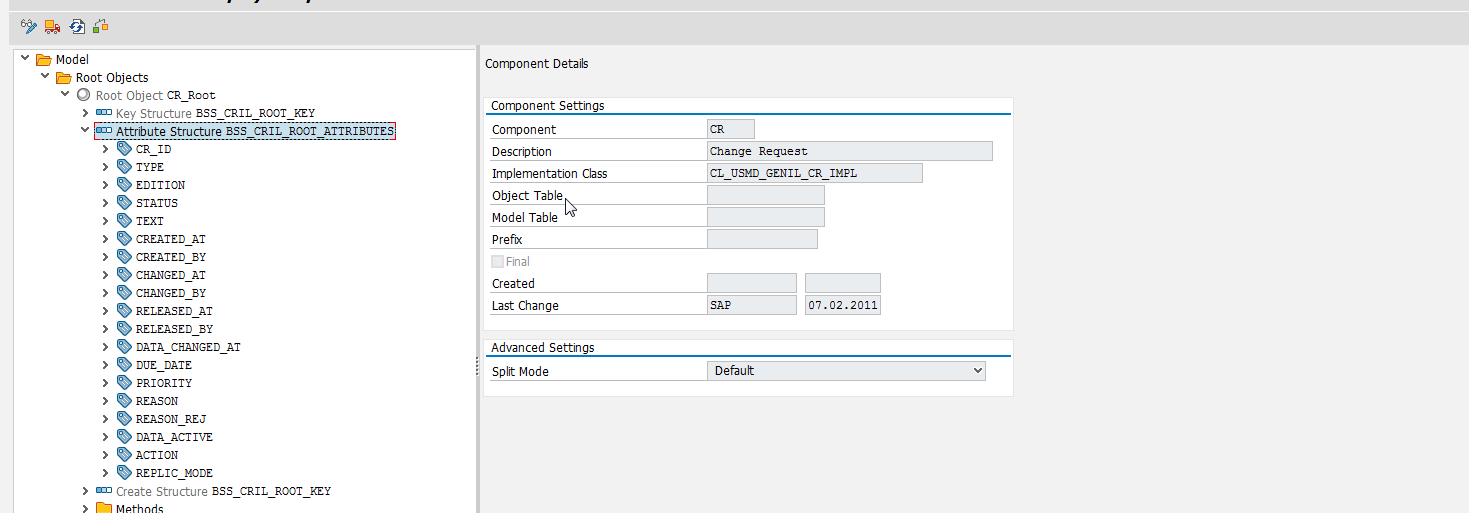 Model
Root Objects
Root Object CR_Root
Key Structure BSS_CRIL_ROOT_KEY
Attribute Structure BSS_CRIL_ROOT_ATTRIBUTES
CR_ID
TYPE
EDITION
STATUS
TEXT
CREATED_AT
CREATED_BY
CHANGED_AT
CHANGED_BY
RELEASED_AT
RELEASED_BY
DATA_CHANGED_AT
DUE_DATE
PRIORITY
REASON
REASON_REJ
DATA_ACTIVE
ACTION
REPLIC_MODE
Create Structure BSS_CRIL_ROOT_KEY
Methods
Component Details
Component Settings
Component CR
Description Change Request
Implementation Class CL_USMD_GENIL_CR_IMPL
Object Table
Model Table
Prefix
Final
Created
Last Change SAP 07.02.2011
Advanced Settings
Split Mode Default